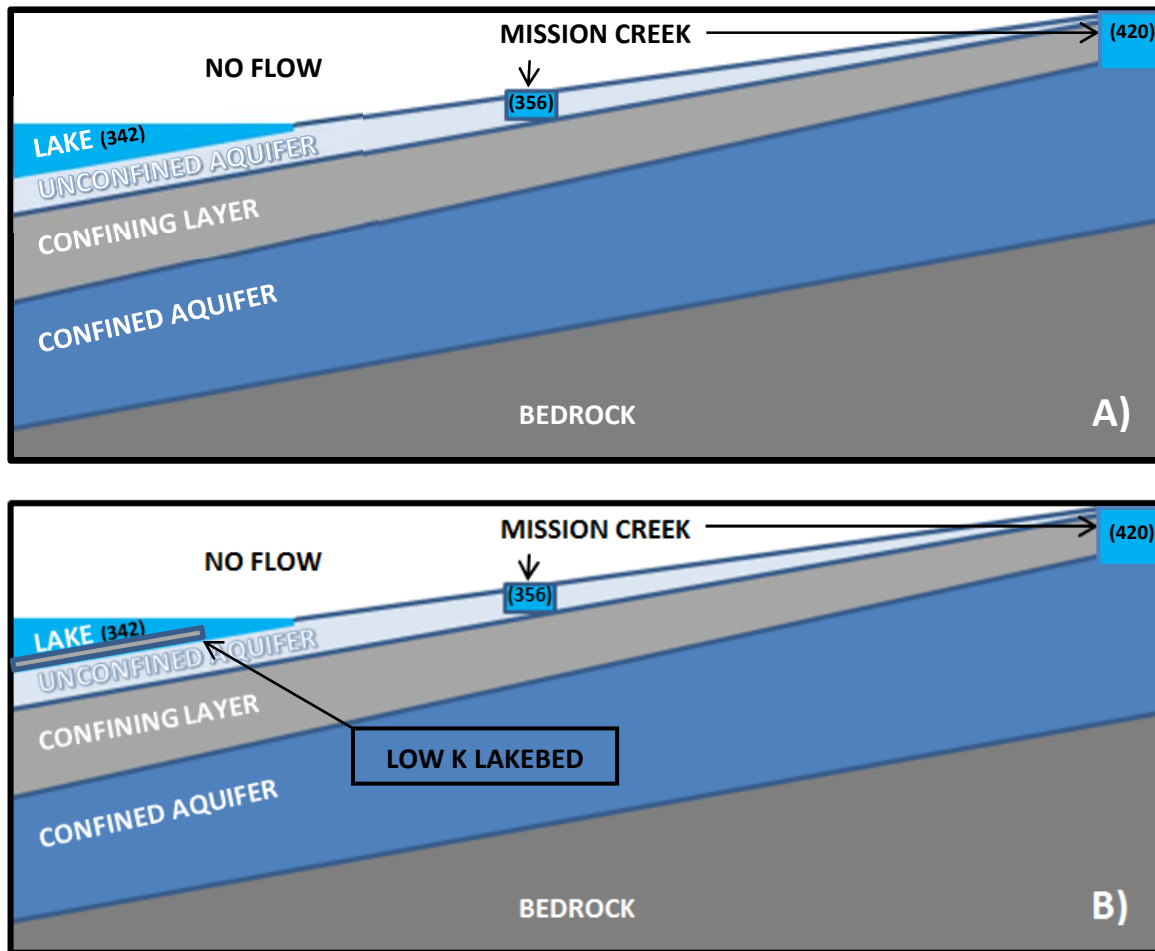 MISSION CREEK
(420)
NO FLOW
(356)
LAKE (342)
UNCONFINED AQUIFER
CONFINING LAYER
CONFINED AQUIFER
BEDROCK
A)
MISSION CREEK
(420)
NO FLOW
(356)
LAKE (342)
UNCONFINED AQUIFER
CONFINING LAYER
LOW K LAKEBED
CONFINED AQUIFER
BEDROCK
B)